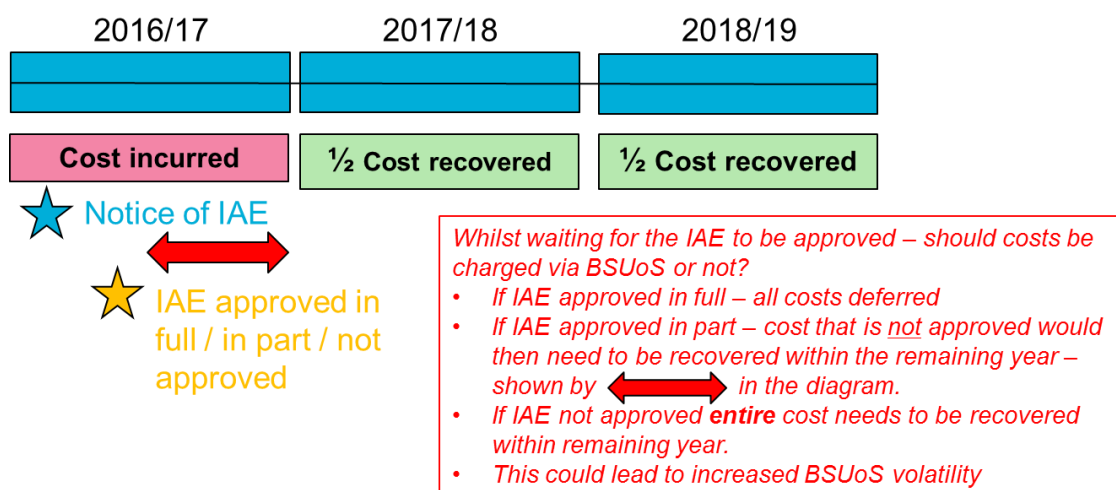 2016/17
2017/18
2018/19
Cost incurred
½ Cost recovered
½ Cost recovered
Notice of IAE
IAE approved in
full / in part / not
approved
Whilst waiting for the IAE to be approved – should costs be
charged via BSUoS or not?
• If IAE approved in full – all costs deferred
• If IAE approved in part – cost that is not approved would
then need to be recovered within the remaining year –
shown by in the diagram.
• If IAE not approved entire cost needs to be recovered
within remaining year.
• This could lead to increased BSUoS volatility